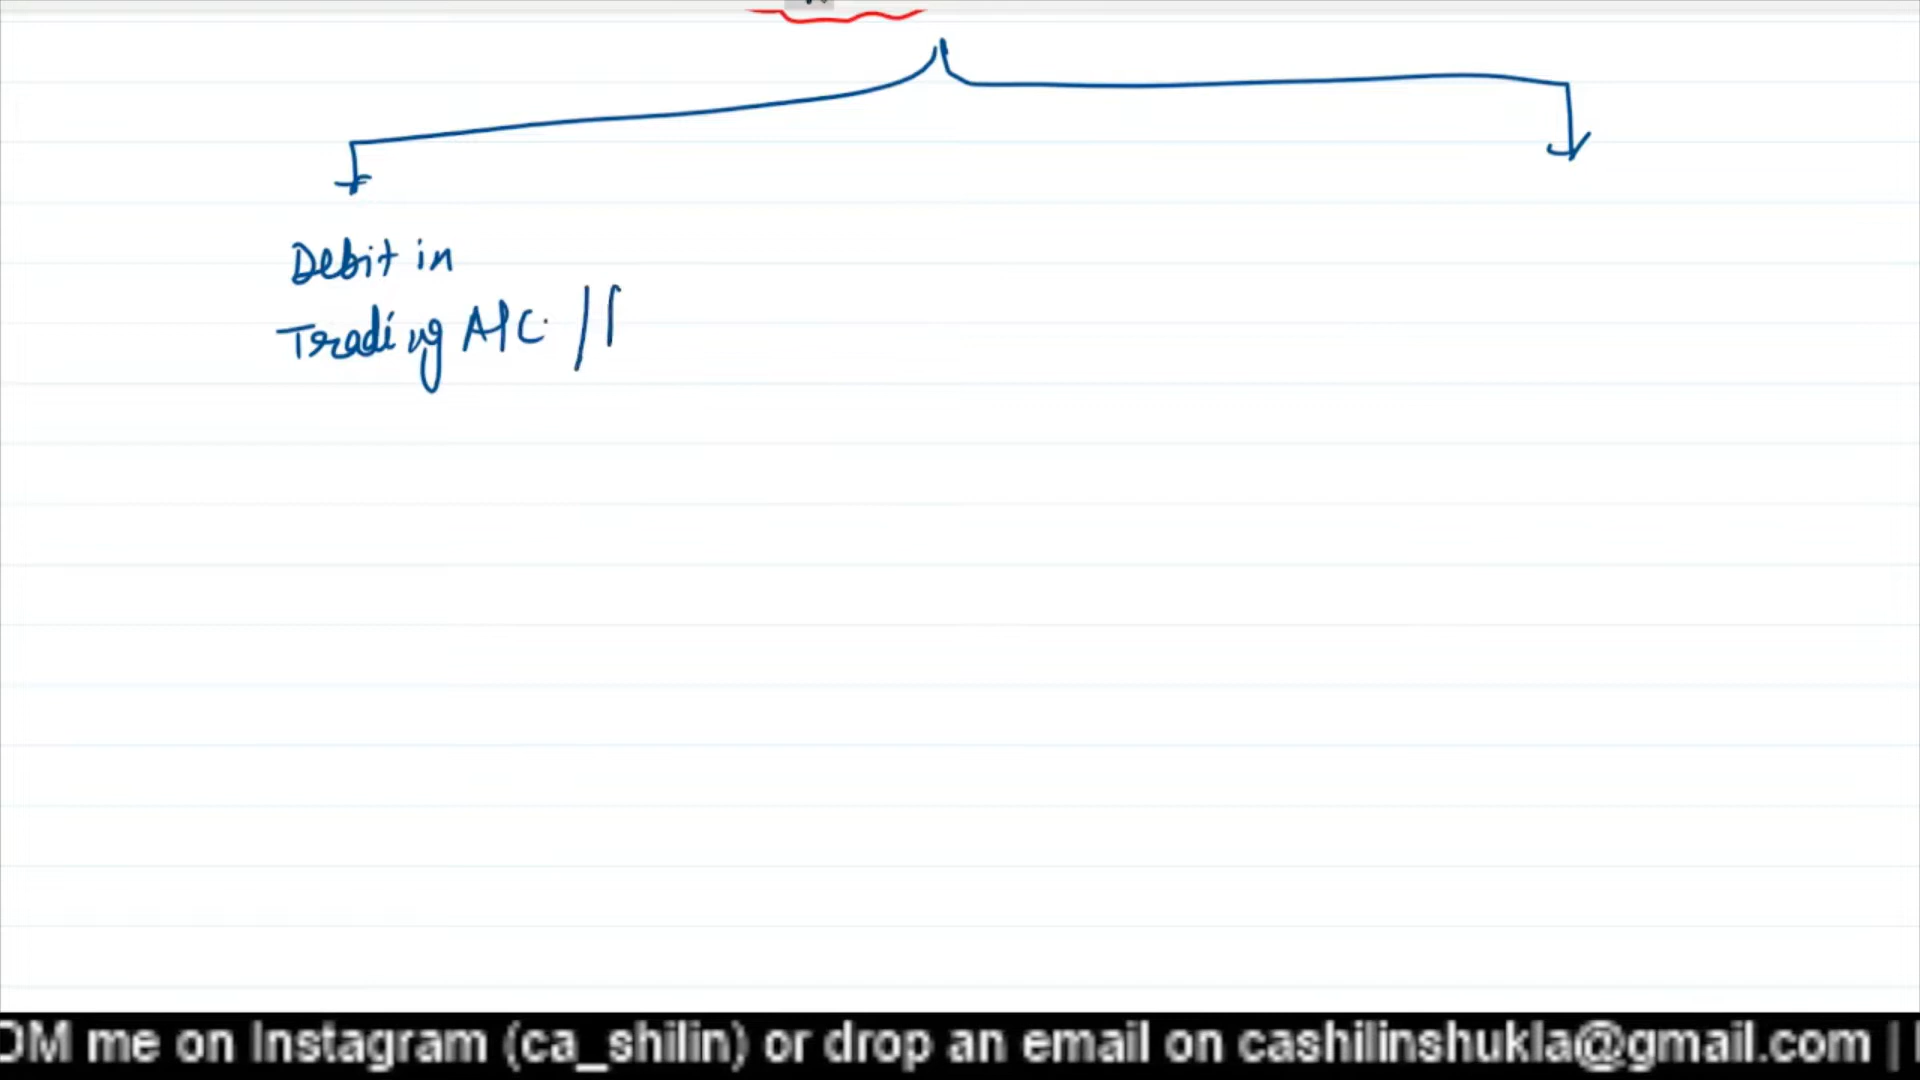 Debit in
Trading A/C. //
DM me on Instagram (ca_shilin) or drop an email on cashilinshukla@gmail.com |